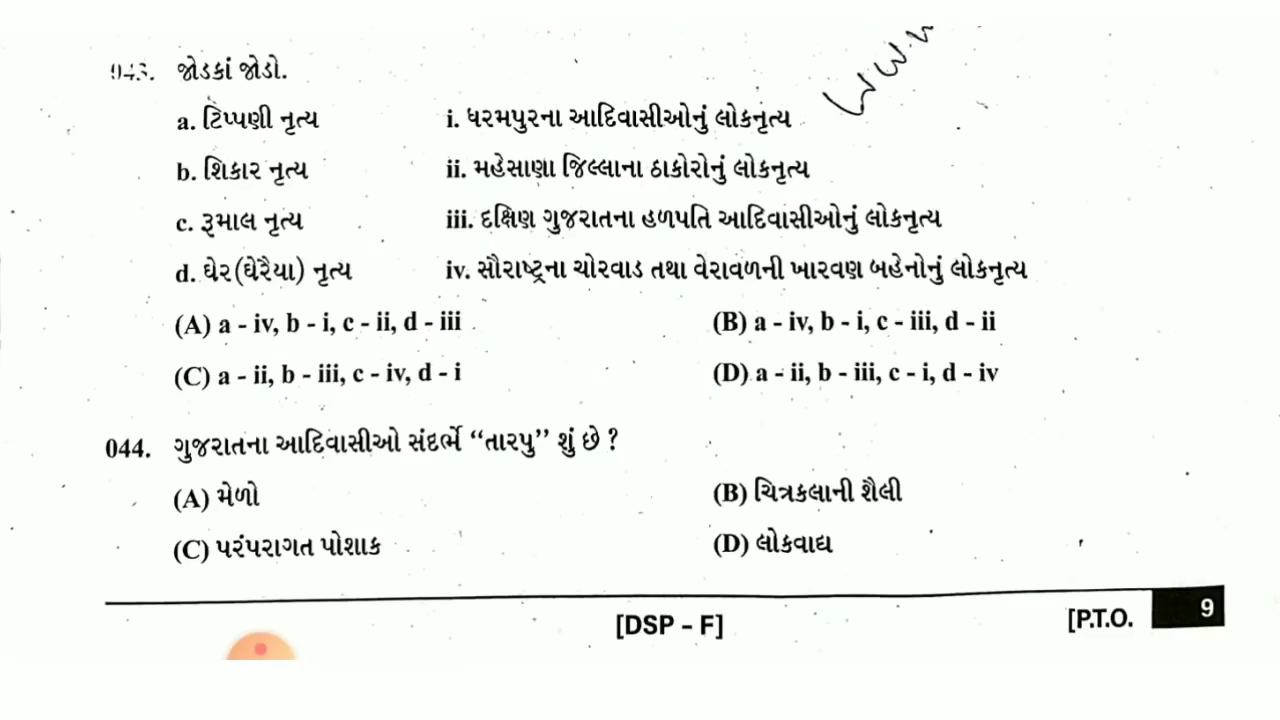 043. જોડકાં જોડો.
a. ટિપ્પણી નૃત્ય i. ધરમપુરના આદિવાસીઓનું લોકનૃત્ય
b. શિકાર નૃત્ય ii. મહેસાણા જિલ્લાના ઠાકોરોનું લોકનૃત્ય
c. રૂમાલ નૃત્ય iii. દક્ષિણ ગુજરાતના હળપતિ આદિવાસીઓનું લોકનૃત્ય
d. ઘેર(ઘેરૈયા) નૃત્ય iv. સૌરાષ્ટ્રના ચોરવાડ તથા વેરાવળની ખારવણ બહેનોનું લોકનૃત્ય
(A) a - iv, b - i, c - ii, d - iii (B) a - iv, b - i, c - iii, d - ii
(C) a - ii, b - iii, c - iv, d - i (D) a - ii, b - iii, c - i, d - iv
044. ગુજરાતના આદિવાસીઓ સંદર્ભે “તારપુ” શું છે ?
(A) મેળો (B) ચિત્રકલાની શૈલી
(C) પરંપરાગત પોશાક (D) લોકવાદ્ય
[DSP – F] [P.T.O. 9